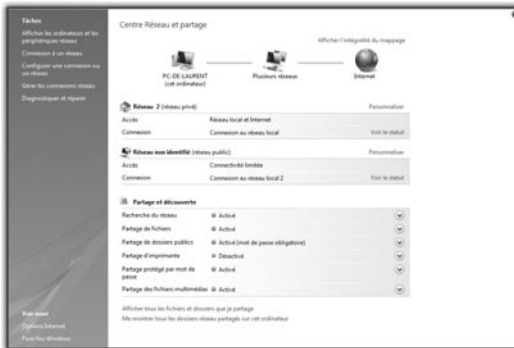 Tâches
Afficher les ordinateurs et les
périphériques réseau
Connexion à un réseau
Configurer une connexion ou
un réseau
Gérer les connexions réseau
Diagnostiquer et réparer
Voir aussi
Options Internet
Pare-feu Windows
Centre Réseau et partage
Afficher l'intégralité du mappage
PC-DE-LAURENT
(cet ordinateur)
Plusieurs réseaux
Internet
Réseau 2 (réseau privé)
Personnaliser
Accès Réseau local et Internet
Connexion Connexion au réseau local Voir le statut
Réseau non identifié (réseau public)
Personnaliser
Accès Connectivité limitée
Connexion Connexion au réseau local 2 Voir le statut
Partage et découverte
Recherche du réseau Activé
Partage de fichiers Activé
Partage de dossiers publics Activé (mot de passe obligatoire)
Partage d'imprimante Désactivé
Partage protégé par mot de Activé
passe
Partage des fichiers multimédias Activé
Afficher tous les fichiers et dossiers que je partage
Me montrer tous les dossiers réseau partagés sur cet ordinateur